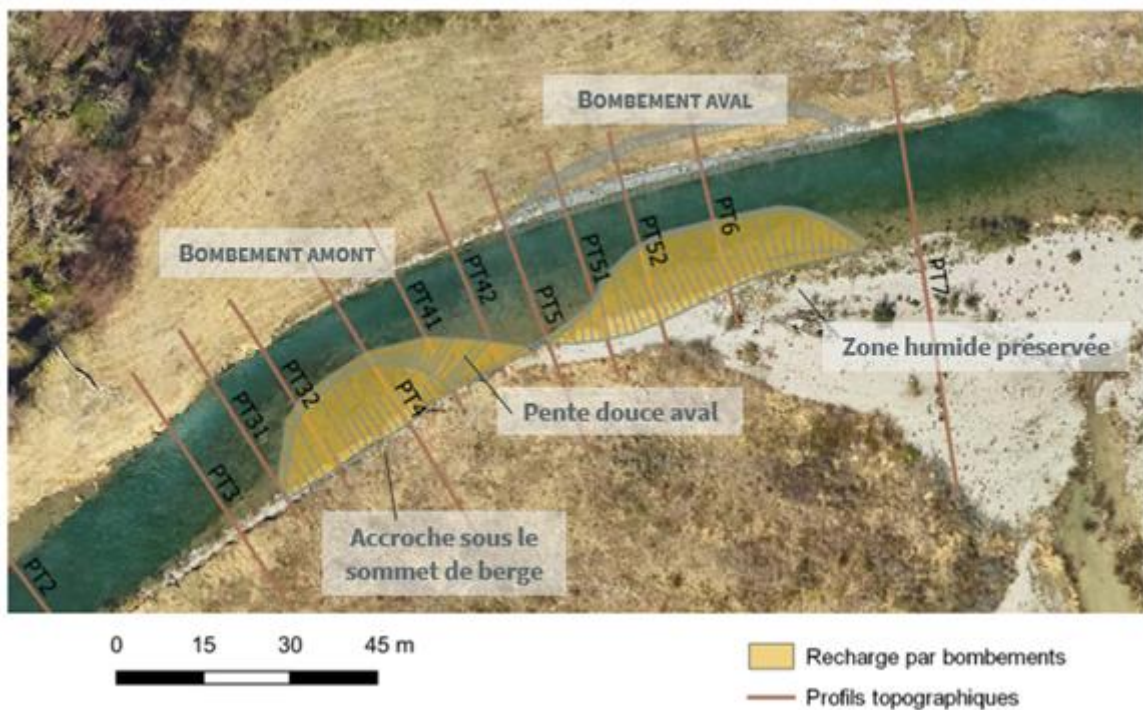 BOMBEMENT AVAL
BOMBEMENT AMONT
PT6
PT52
PT51
PT5
PT42
PT41
PT7
Zone humide préservée
PT32
PT4
Pente douce aval
PT31
PT3
Accroche sous le
sommet de berge
PT2
0 15 30 45 m
Recharge par bombements
Profils topographiques